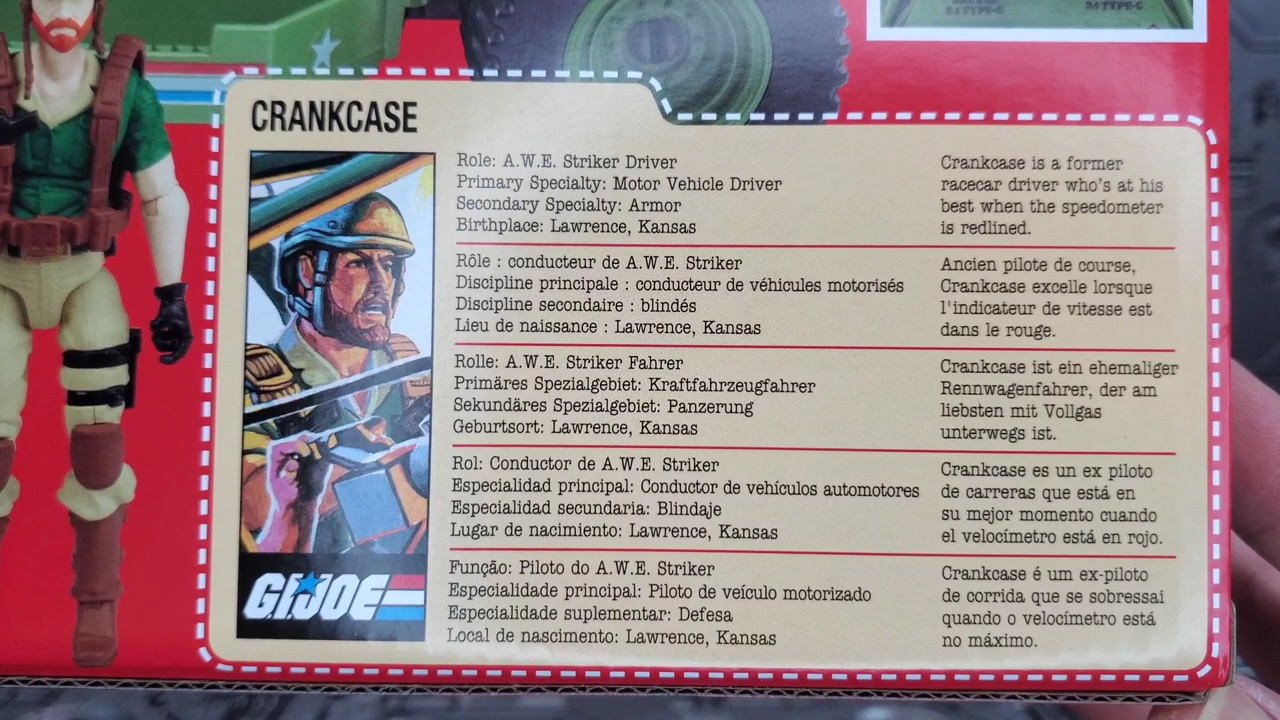 CRANKCASE
Role: A.W.E. Striker Driver
Primary Specialty: Motor Vehicle Driver
Secondary Specialty: Armor
Birthplace: Lawrence, Kansas
Crankcase is a former
racecar driver who's at his
best when the speedometer
is redlined.
Rôle : conducteur de A.W.E. Striker
Discipline principale : conducteur de véhicules motorisés
Discipline secondaire : blindés
Lieu de naissance : Lawrence, Kansas
Ancien pilote de course,
Crankcase excelle lorsque
l'indicateur de vitesse est
dans le rouge.
Rolle: A.W.E. Striker Fahrer
Primäres Spezialgebiet: Kraftfahrzeugfahrer
Sekundäres Spezialgebiet: Panzerung
Geburtsort: Lawrence, Kansas
Crankcase ist ein ehemaliger
Rennwagenfahrer, der am
liebsten mit Vollgas
unterwegs ist.
Rol: Conductor de A.W.E. Striker
Especialidad principal: Conductor de vehículos automotores
Especialidad secundaria: Blindaje
Lugar de nacimiento: Lawrence, Kansas
Crankcase es un ex piloto
de carreras que está en
su mejor momento cuando
el velocímetro está en rojo.
Função: Piloto do A.W.E. Striker
Especialidade principal: Piloto de veículo motorizado
Especialidade suplementar: Defesa
Local de nascimento: Lawrence, Kansas
Crankcase é um ex-piloto
de corrida que se sobressai
quando o velocímetro está
no máximo.
G.I. JOE